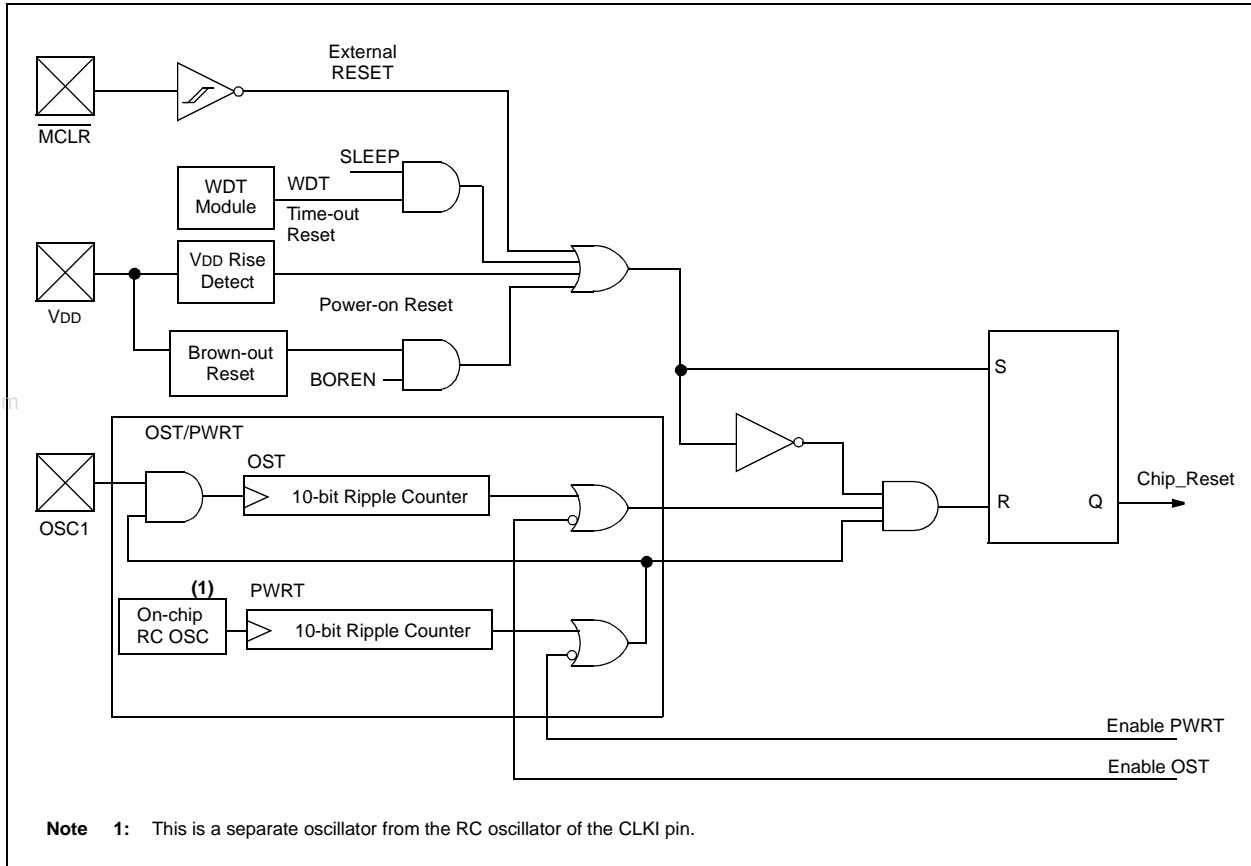 External
RESET
MCLR
SLEEP
WDT
Module
WDT
Time-out
Reset
VDD Rise
Detect
VDD
Power-on Reset
Brown-out
Reset
BOREN
S
m
OST/PWRT
OST
10-bit Ripple Counter
OSC1
Chip_Reset
R
Q
(1)
PWRT
On-chip
RC OSC
10-bit Ripple Counter
Enable PWRT
Enable OST
Note 1: This is a separate oscillator from the RC oscillator of the CLKI pin.